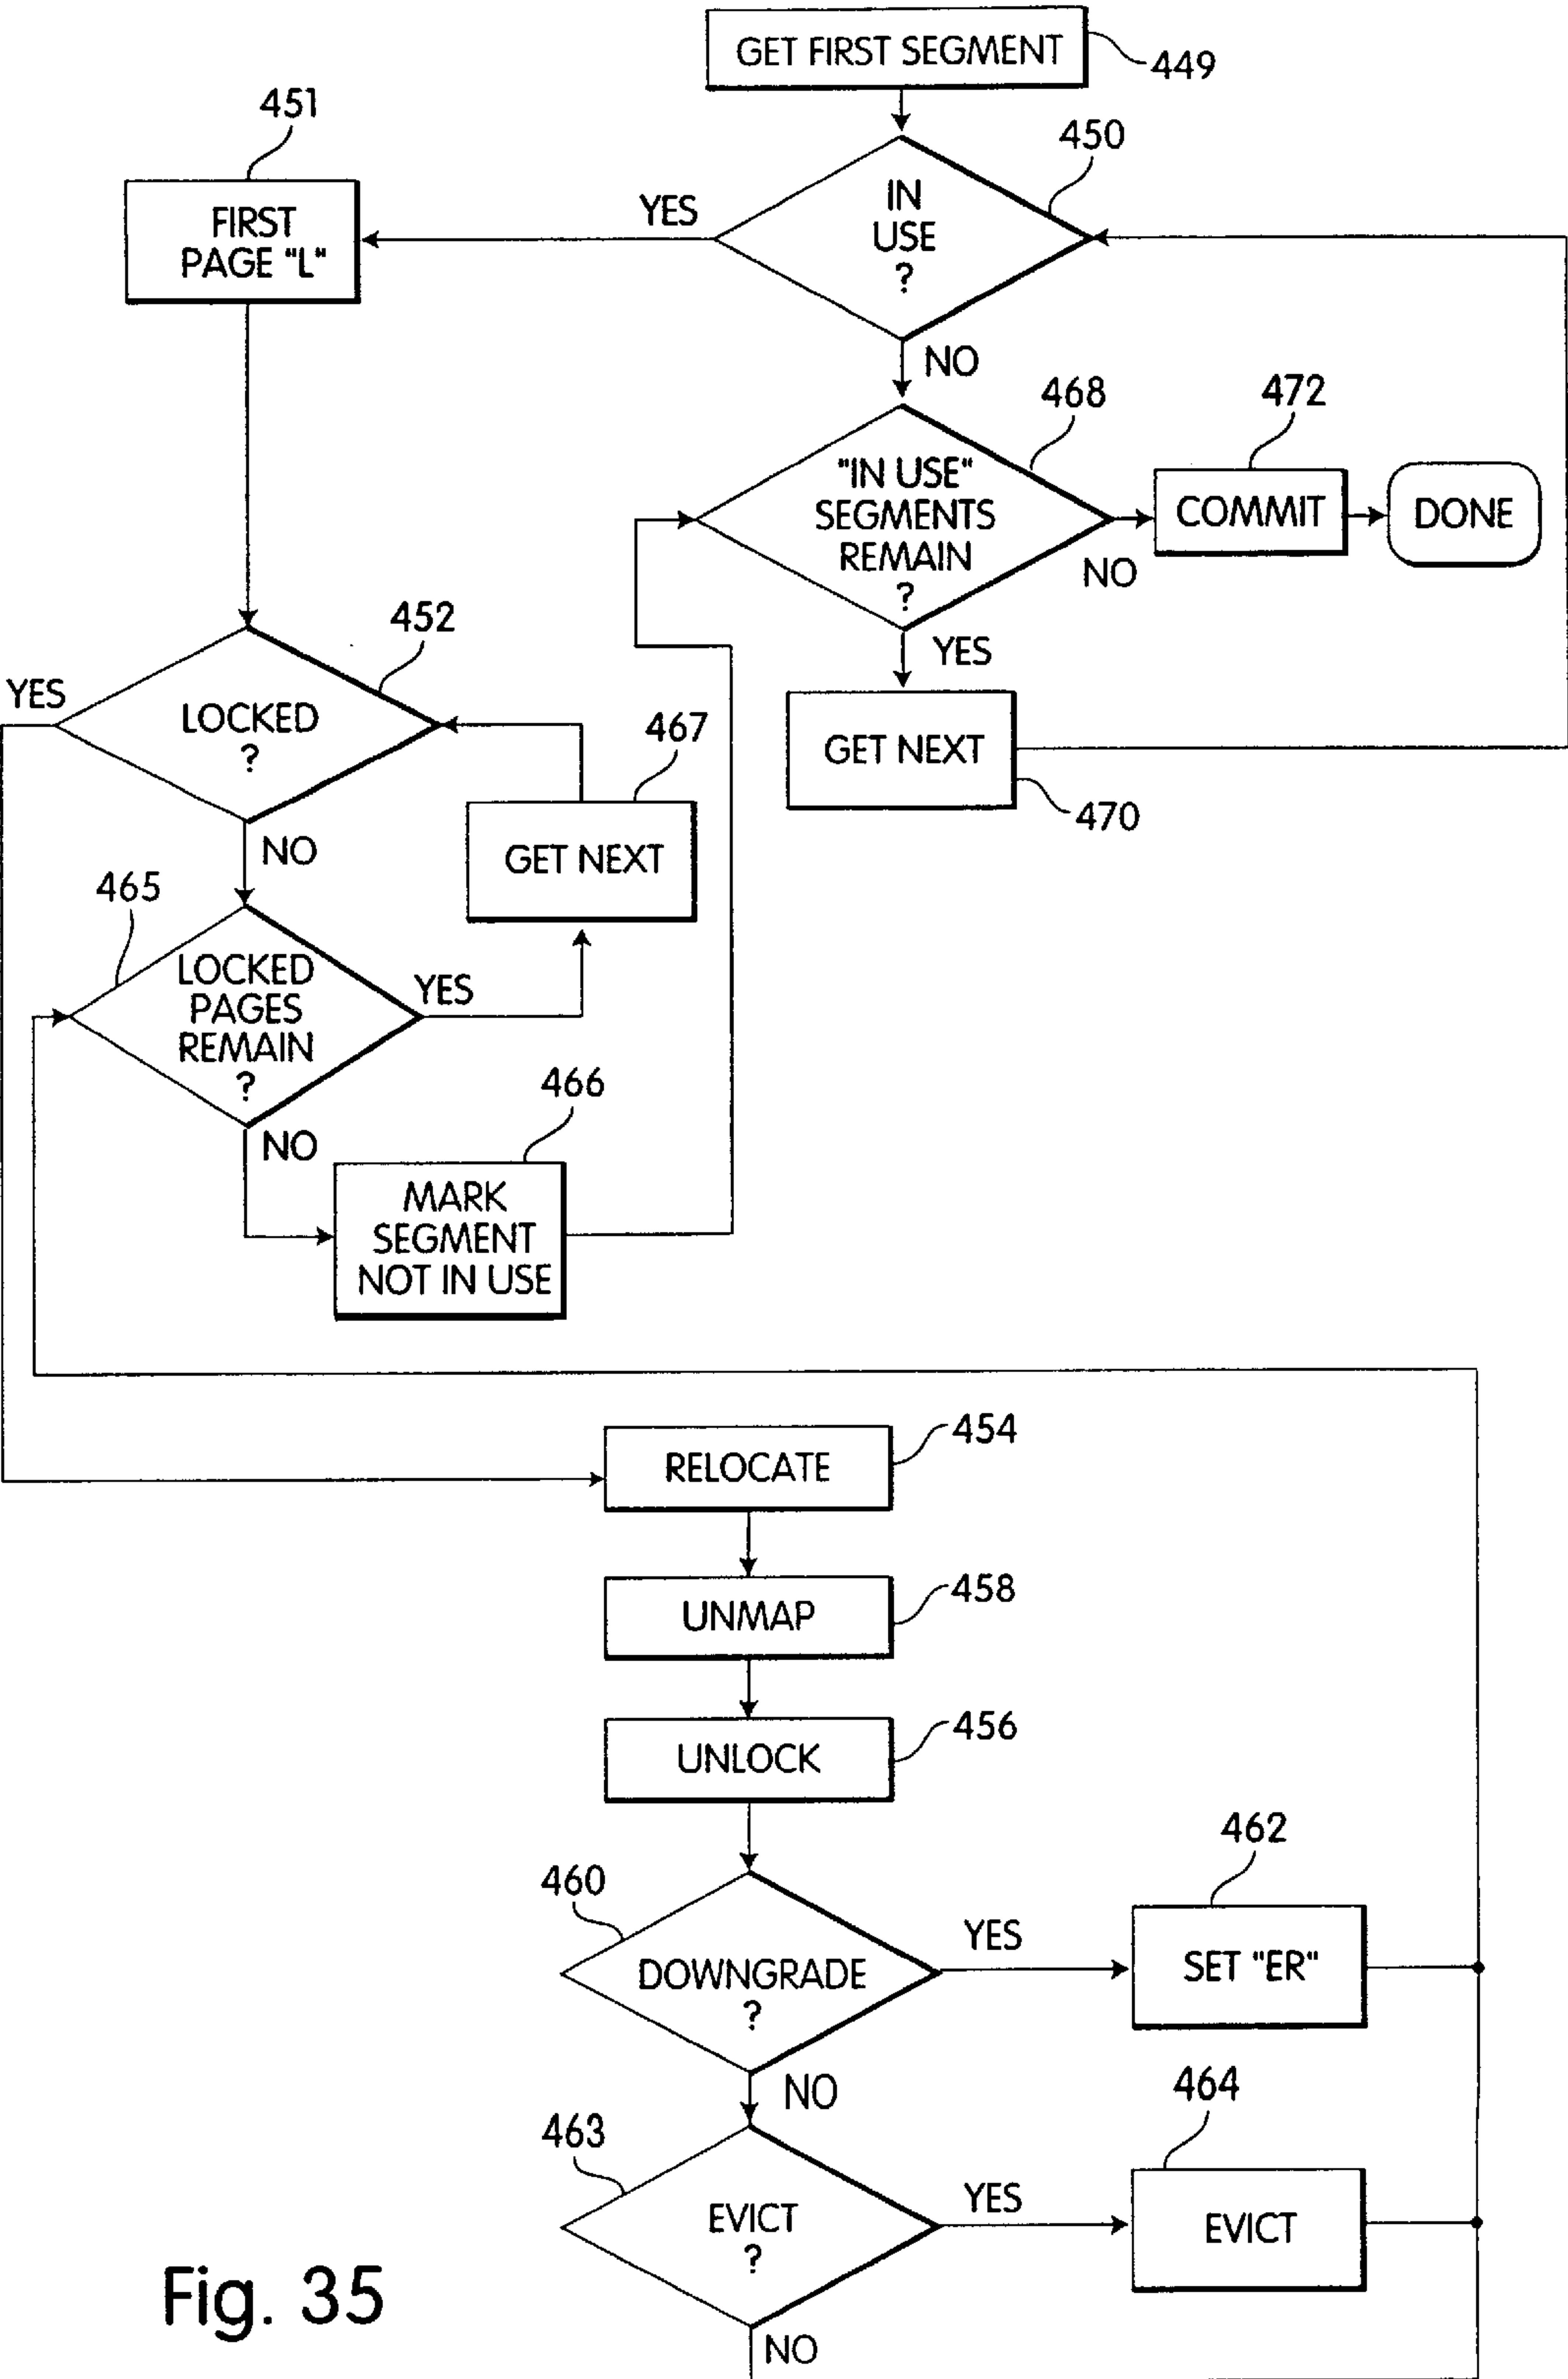 GET FIRST SEGMENT
449
451
450
FIRST
PAGE "L"
YES
IN
USE
?
NO
468
472
"IN USE"
SEGMENTS
REMAIN
?
COMMIT
DONE
NO
YES
452
YES
LOCKED
?
467
GET NEXT
470
GET NEXT
NO
465
LOCKED
PAGES
REMAIN
?
YES
466
NO
MARK
SEGMENT
NOT IN USE
454
RELOCATE
458
UNMAP
456
UNLOCK
462
460
YES
DOWNGRADE
?
SET "ER"
NO
464
463
YES
EVICT
?
EVICT
NO
Fig. 35